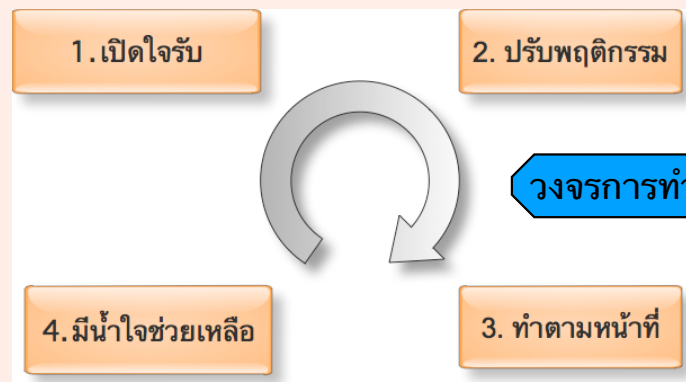 1.เปิดใจรับ
2. ปรับพฤติกรรม
วงจรการทำ
4.มีน้ำใจช่วยเหลือ
3. ทำตามหน้าที่